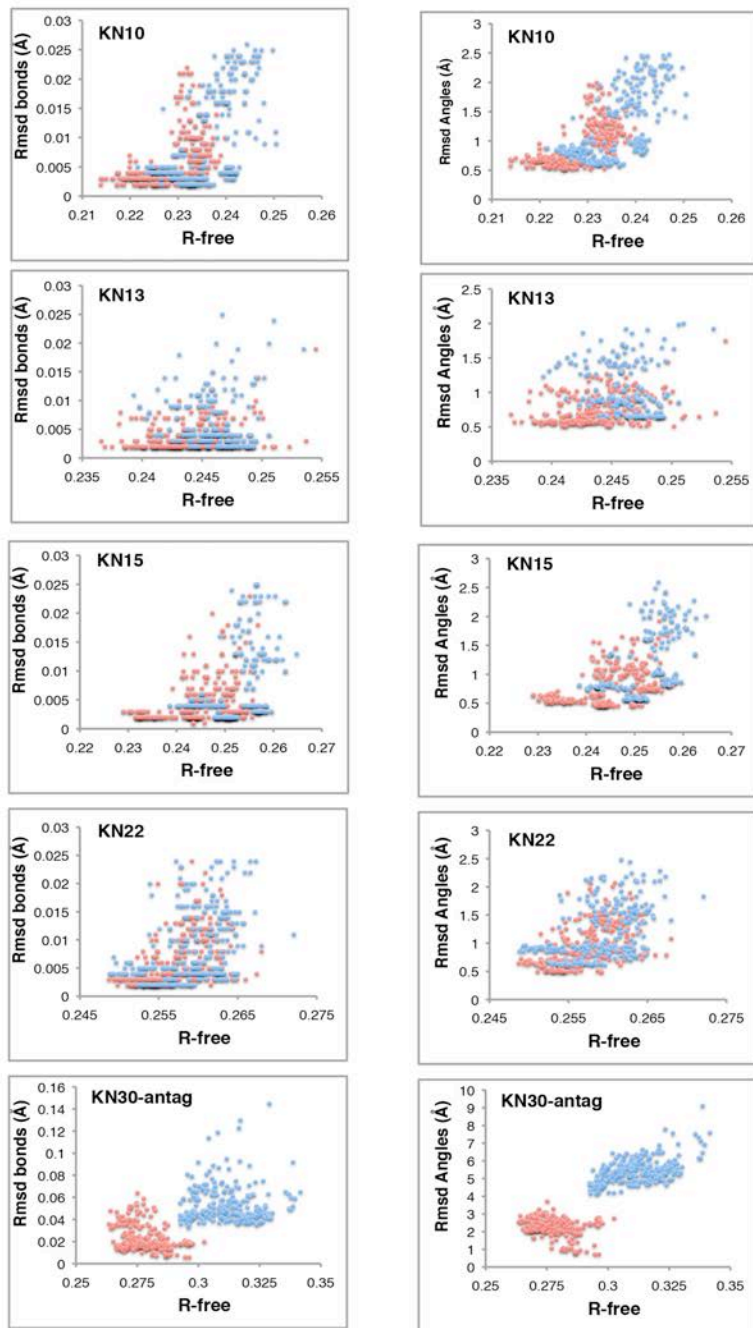 KN10
Rmsd bonds (Å)
0.03
0.025
0.02
0.015
0.01
0.005
0
0.21 0.22 0.23 0.24 0.25 0.26
R-free
KN10
Rmsd Angles (Å)
3
2.5
2
1.5
1
0.5
0
0.21 0.22 0.23 0.24 0.25 0.26
R-free
KN13
Rmsd bonds (Å)
0.03
0.025
0.02
0.015
0.01
0.005
0
0.235 0.24 0.245 0.25 0.255
R-free
KN13
Rmsd Angles (Å)
2.5
2
1.5
1
0.5
0
0.235 0.24 0.245 0.25 0.255
R-free
KN15
Rmsd bonds (Å)
0.03
0.025
0.02
0.015
0.01
0.005
0
0.22 0.23 0.24 0.25 0.26 0.27
R-free
KN15
Rmsd Angles (Å)
3
2.5
2
1.5
1
0.5
0
0.22 0.23 0.24 0.25 0.26 0.27
R-free
KN22
Rmsd bonds (Å)
0.03
0.025
0.02
0.015
0.01
0.005
0
0.245 0.255 0.265 0.275
R-free
KN22
Rmsd Angles (Å)
3
2.5
2
1.5
1
0.5
0
0.245 0.255 0.265 0.275
R-free
KN30-antag
Rmsd bonds (Å)
0.16
0.14
0.12
0.1
0.08
0.06
0.04
0.02
0
0.25 0.275 0.3 0.325 0.35
R-free
KN30-antag
Rmsd Angles (Å)
10
9
8
7
6
5
4
3
2
1
0
0.25 0.275 0.3 0.325 0.35
R-free